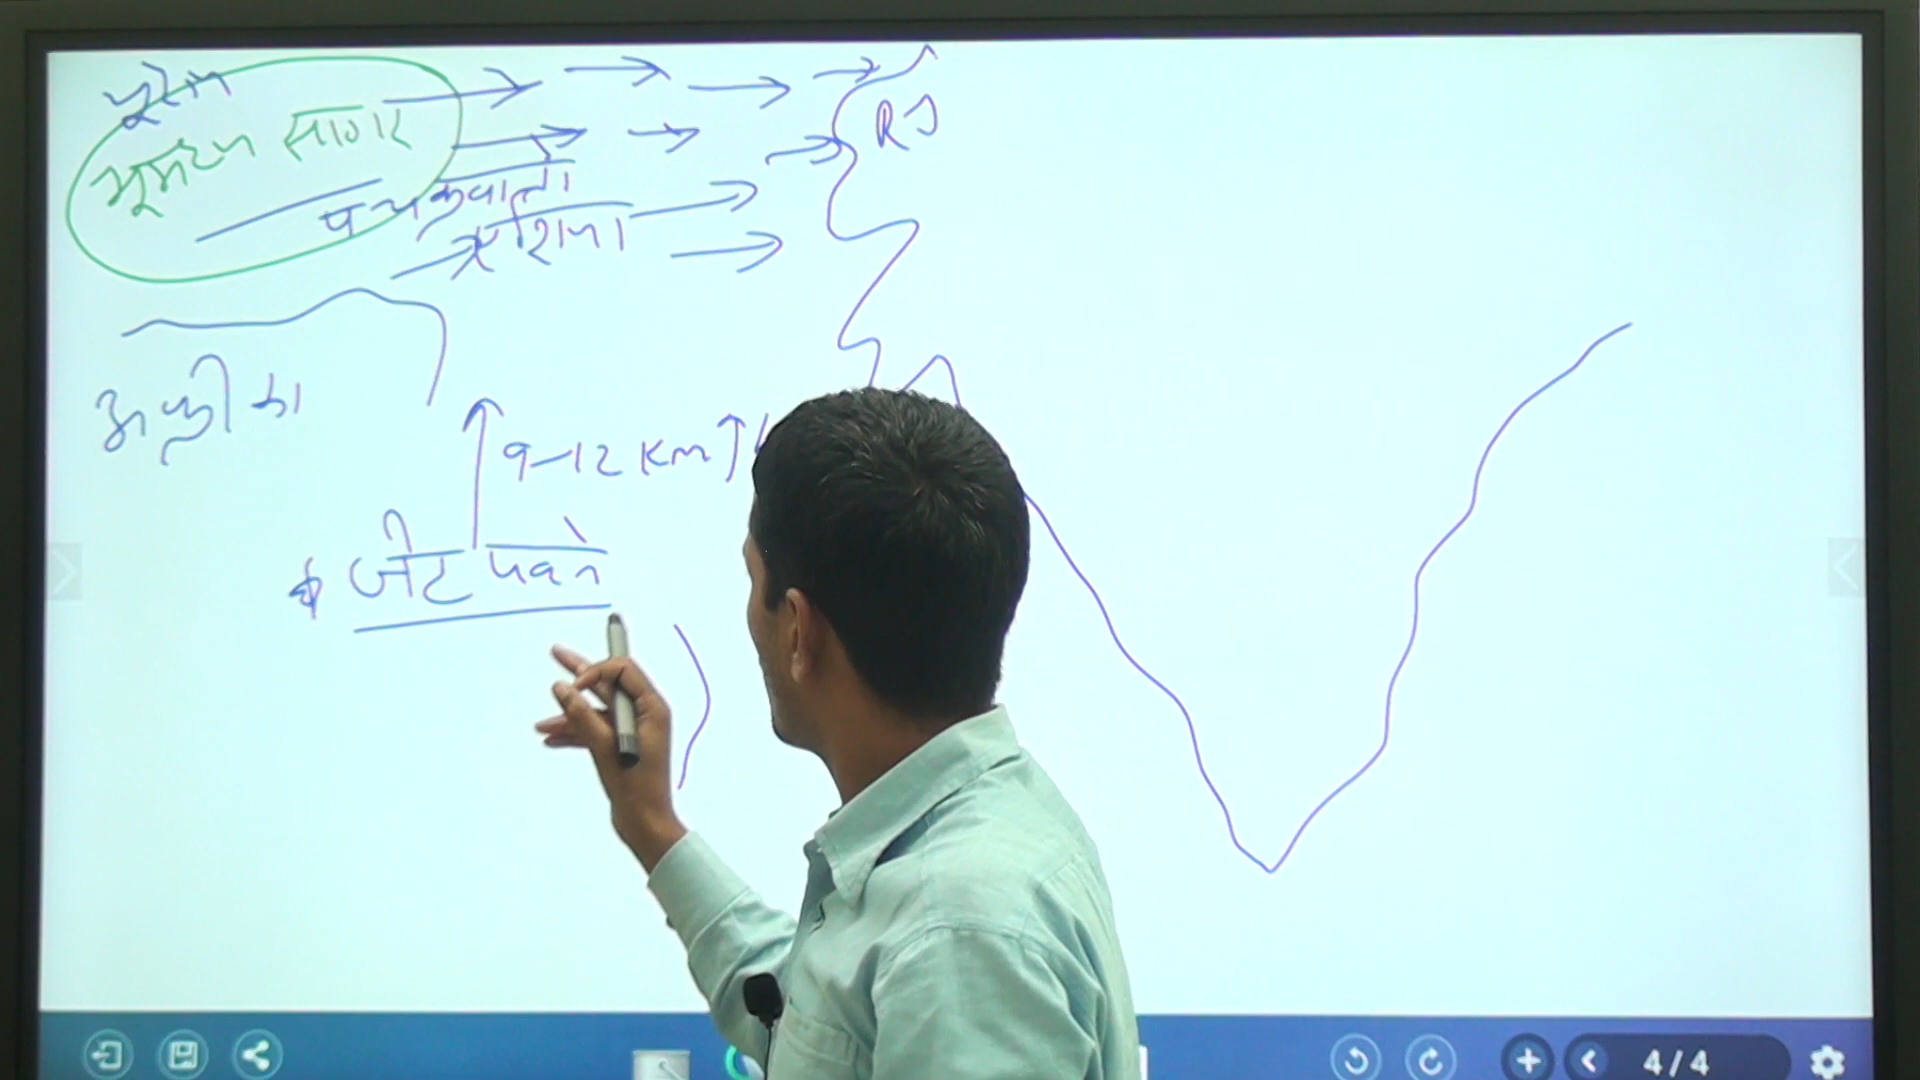 यूरोप
भूमध्य सागर
RJ
पश्चिमी
एशिया
अफ्रीका
9-12 Km ↑
* जेट पवने
4/4